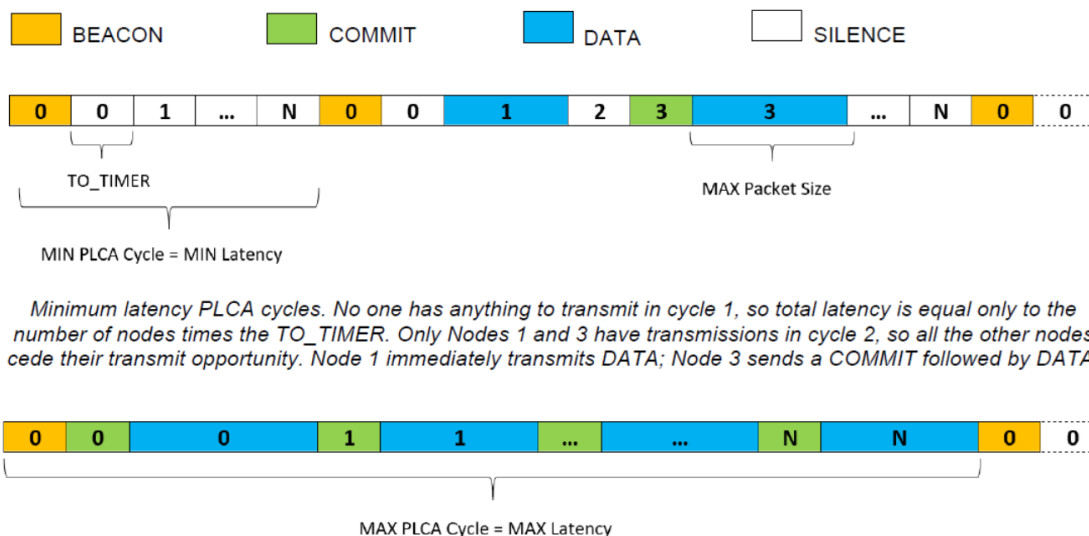 BEACON COMMIT DATA SILENCE
0 0 1 ... N 0 0 1 2 3 3 ... N 0 0
TO_TIMER
MAX Packet Size
MIN PLCA Cycle = MIN Latency
Minimum latency PLCA cycles. No one has anything to transmit in cycle 1, so total latency is equal only to the
number of nodes times the TO_TIMER. Only Nodes 1 and 3 have transmissions in cycle 2, so all the other nodes
cede their transmit opportunity. Node 1 immediately transmits DATA; Node 3 sends a COMMIT followed by DATA
0 0 0 1 1 ... ... N N 0 0
MAX PLCA Cycle = MAX Latency